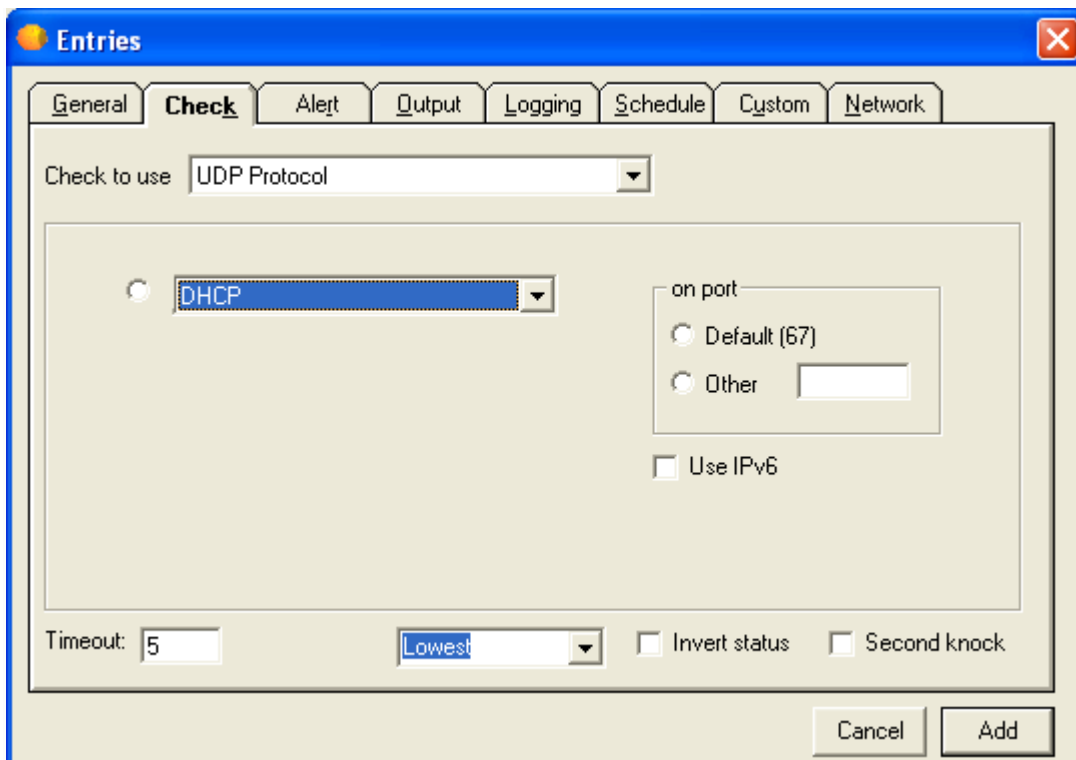 Entries
General Check Alert Output Logging Schedule Custom Network
Check to use UDP Protocol
DHCP
on port
Default (67)
Other
Use IPv6
Timeout: 5 Lowest Invert status Second knock
Cancel Add